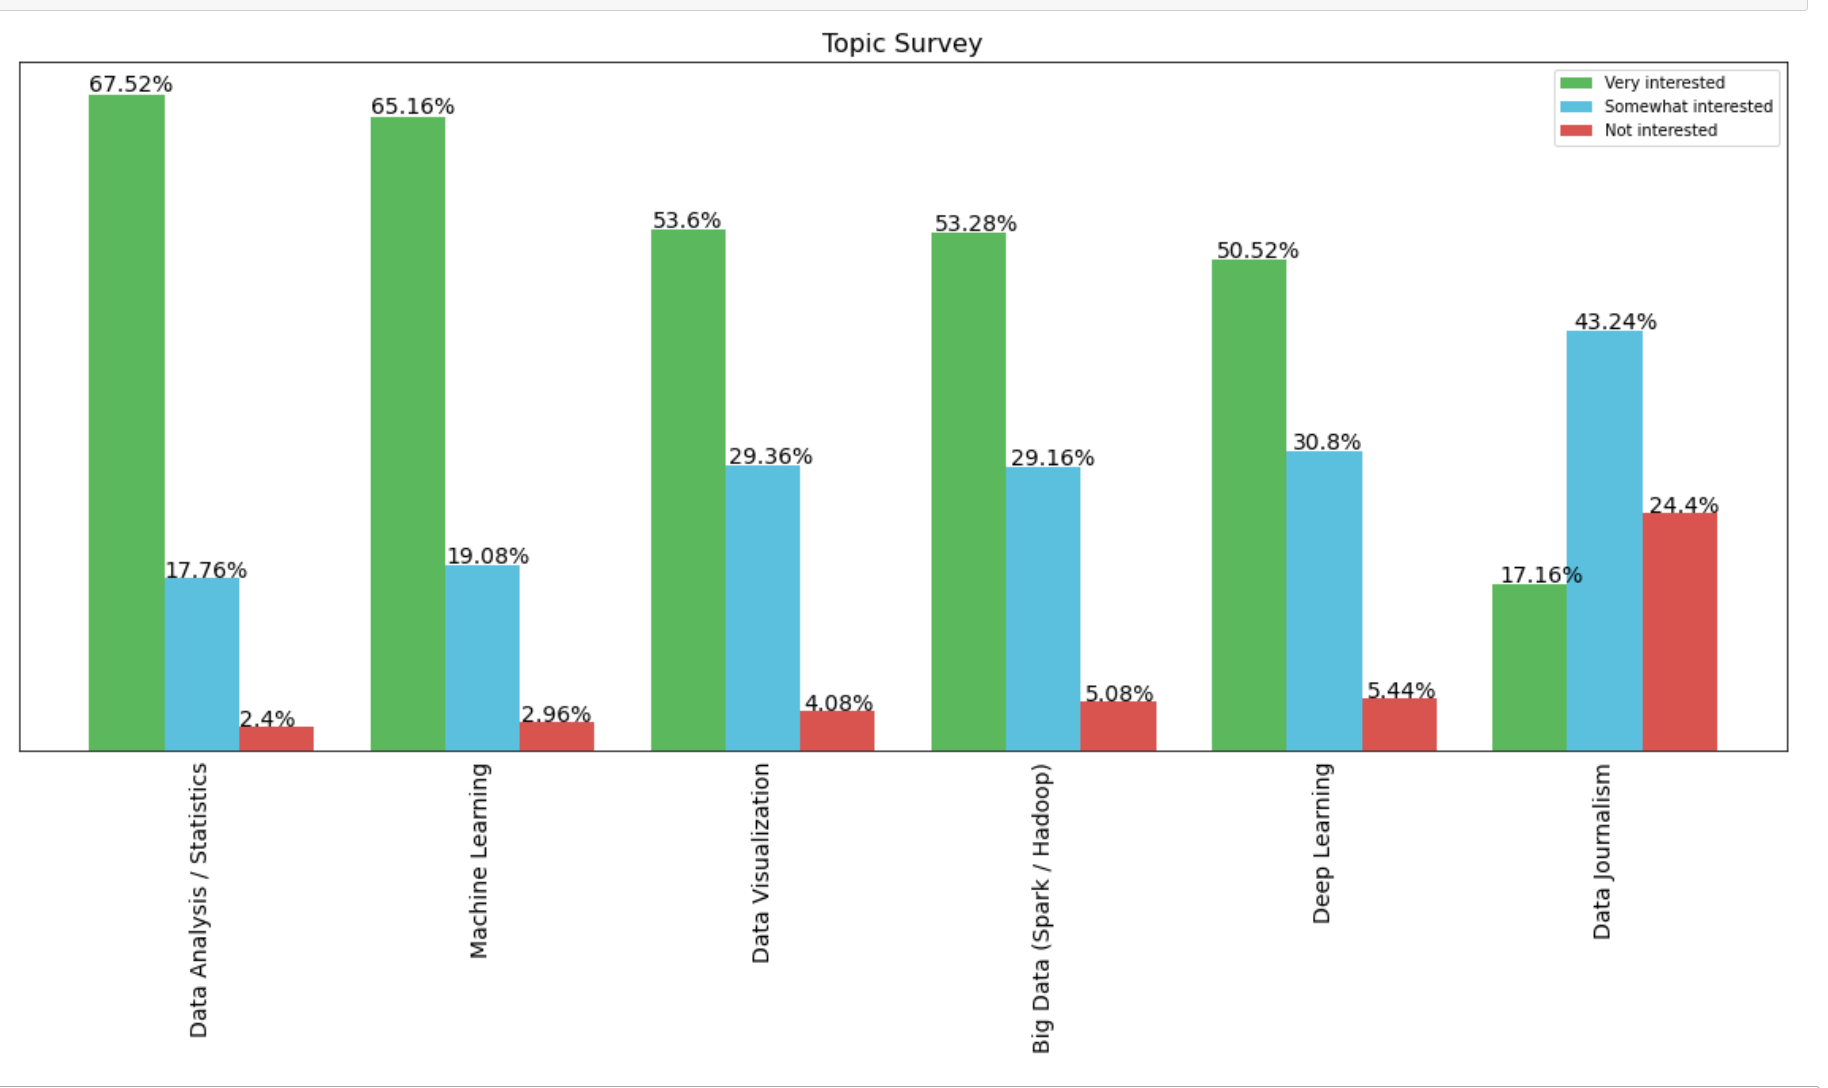 Topic Survey
Very interested
Somewhat interested
Not interested
67.52%
17.76%
2.4%
65.16%
19.08%
2.96%
53.6%
29.36%
4.08%
53.28%
29.16%
5.08%
50.52%
30.8%
5.44%
17.16%
43.24%
24.4%
Data Analysis / Statistics
Machine Learning
Data Visualization
Big Data (Spark / Hadoop)
Deep Learning
Data Journalism